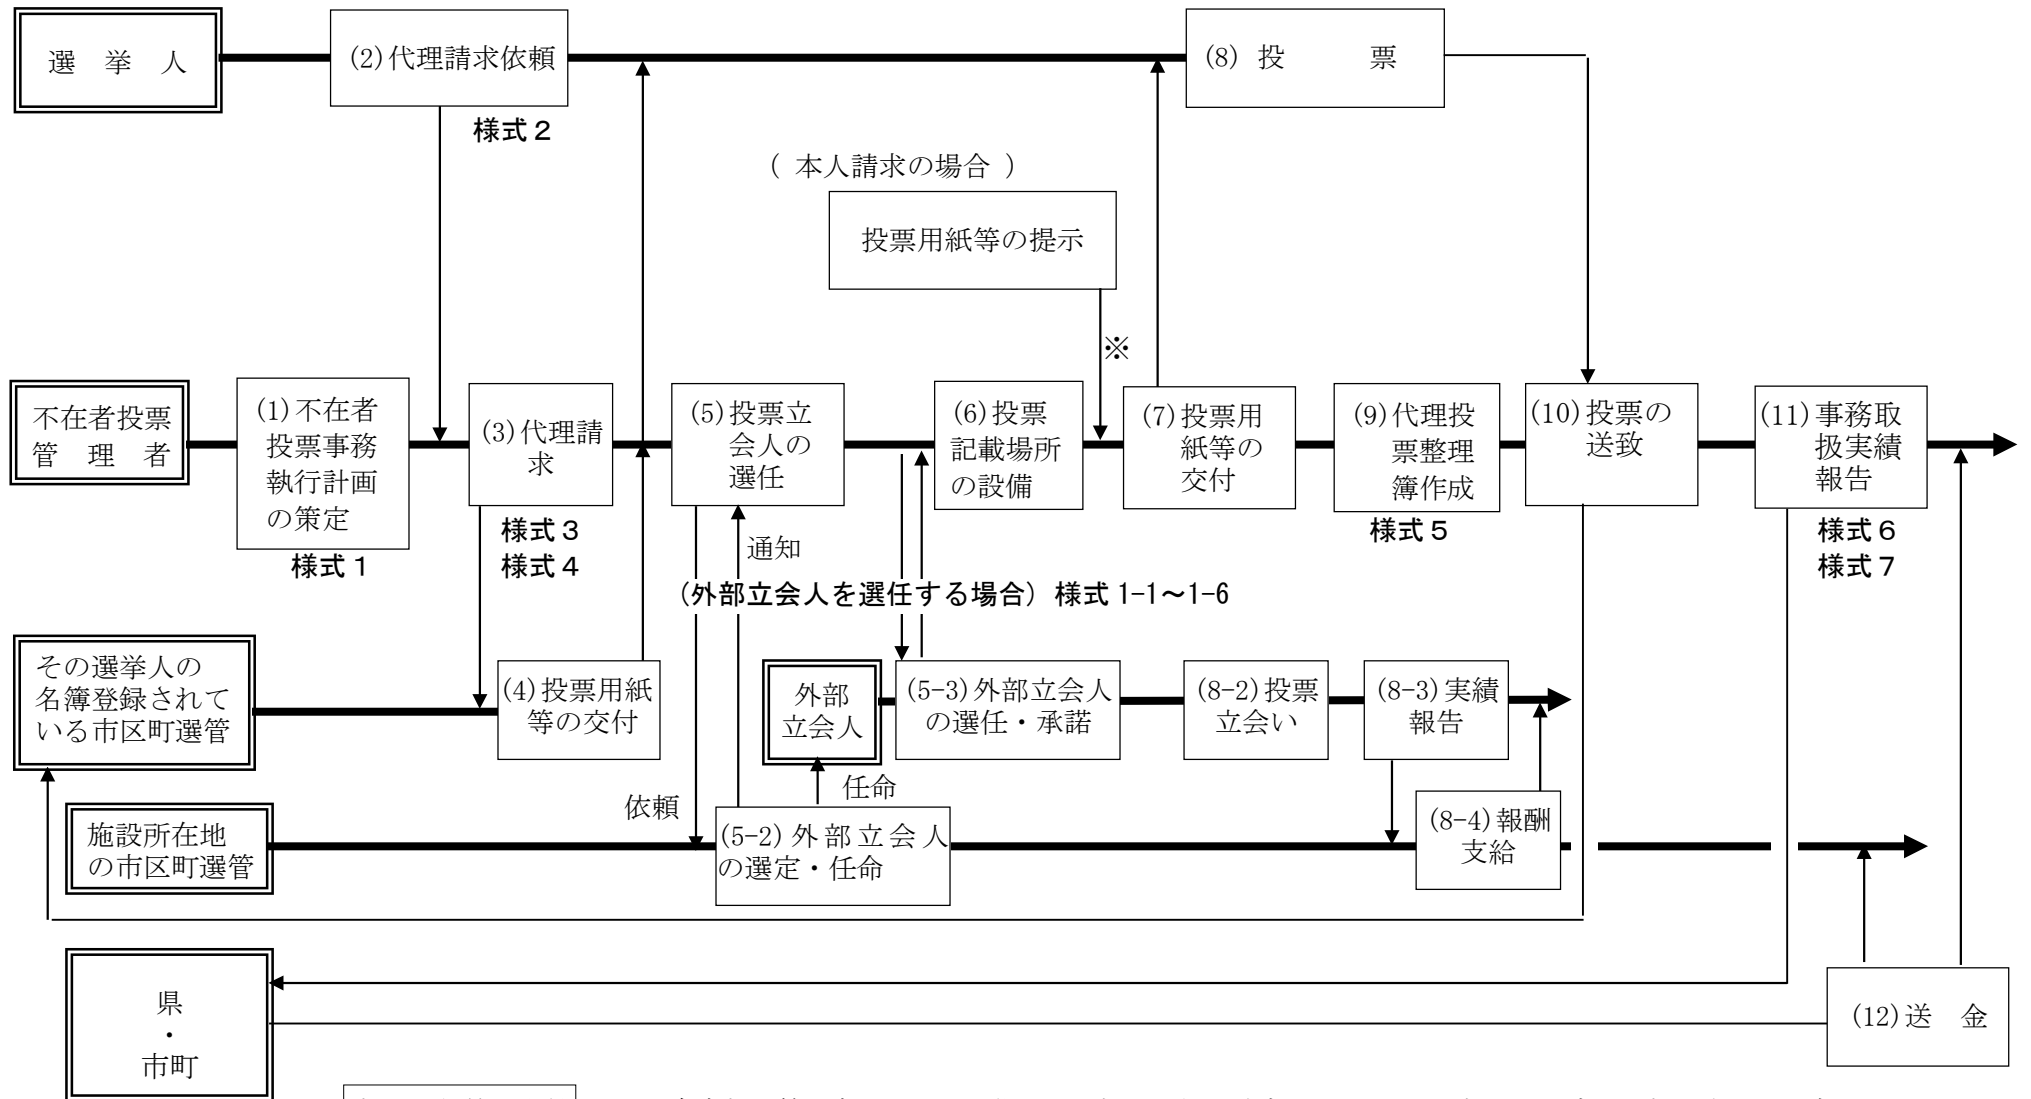 選　挙　人
(2)代理請求依頼
(8) 投　　　票
様式２
（ 本人請求の場合 ）
投票用紙等の提示
※
不在者投票
管　理　者
(1)不在者
投票事務
執行計画
の策定
様式１
(3)代理請
求
様式３
様式４
(5)投票立
会人の
選任
(6)投票
記載場所
の設備
(7)投票用
紙等の
交付
(9)代理投
票整理
簿作成
様式５
(10)投票の
送致
(11)事務取
扱実績
報告
様式６
様式７
通知
(外部立会人を選任する場合) 様式 1-1～1-6
その選挙人の
名簿登録されて
いる市区町選管
(4)投票用紙
等の交付
外部
立会人
(5-3)外部立会人
の選任・承諾
(8-2)投票
立会い
(8-3)実績
報告
任命
依頼
施設所在地
の市区町選管
(5-2)外部立会人
の選定・任命
(8-4)報酬
支給
県
・
市町
(12)送　金